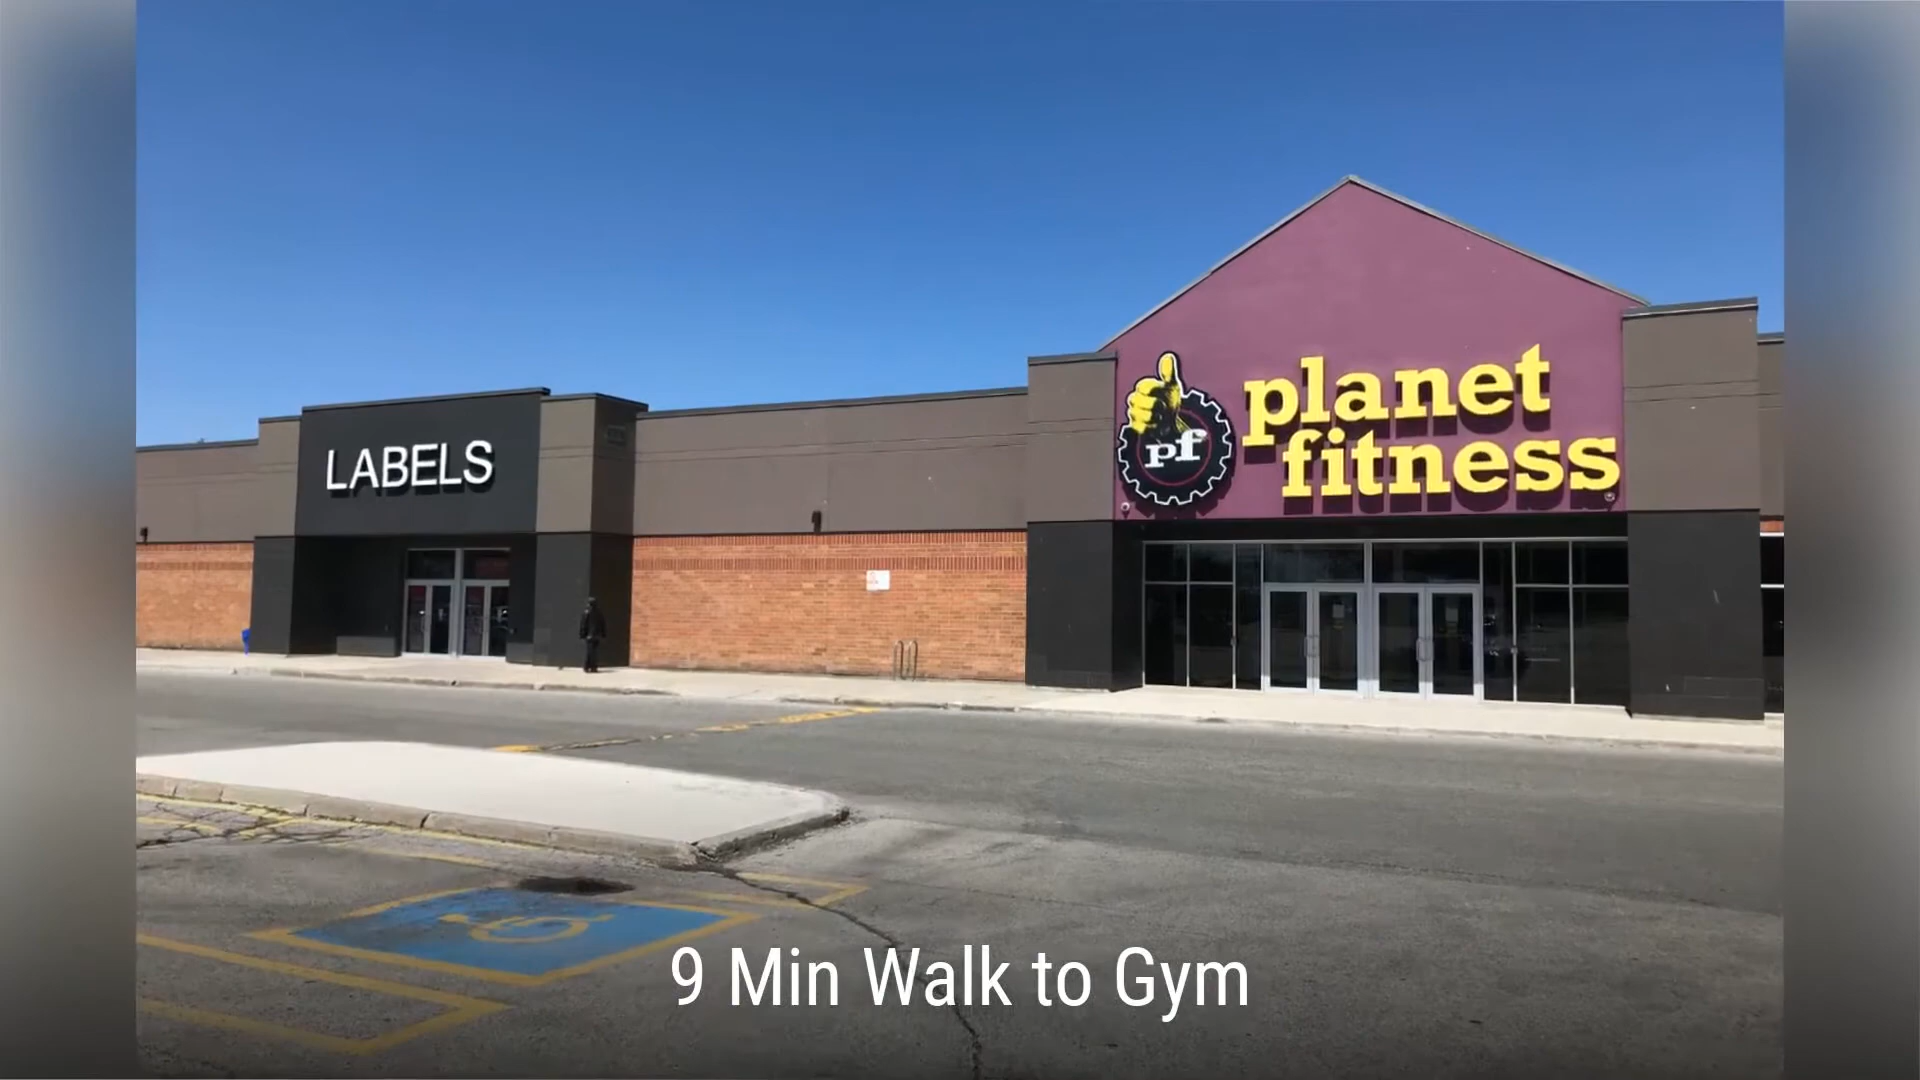 LABELS
pf
planet
fitness
9 Min Walk to Gym